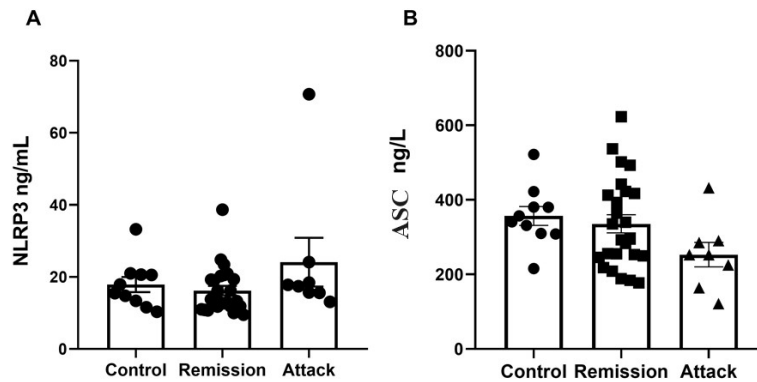 A
NLRP3 ng/mL
80
60
40
20
0
Control Remission Attack
B
ASC ng/L
800
600
400
200
0
Control Remission Attack